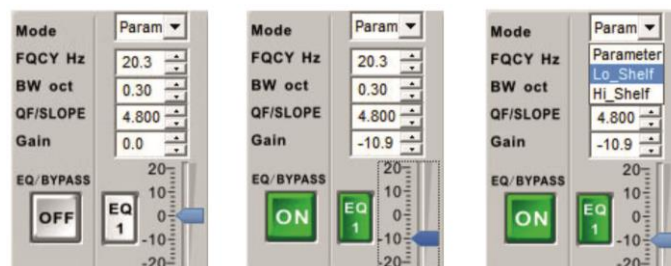 Mode Param
FQCY Hz 20.3
BW oct 0.30
QF/SLOPE 4.800
Gain 0.0
EQ/BYPASS
OFF
EQ
1
20
10
0
-10
-20
Mode Param
FQCY Hz 20.3
BW oct 0.30
QF/SLOPE 4.800
Gain -10.9
EQ/BYPASS
ON
EQ
1
20
10
0
-10
-20
Mode Param
FQCY Hz Parameter
BW oct Lo_Shelf
Hi_Shelf
QF/SLOPE 4.800
Gain -10.9
EQ/BYPASS
ON
EQ
1
20
10
0
-10
-20